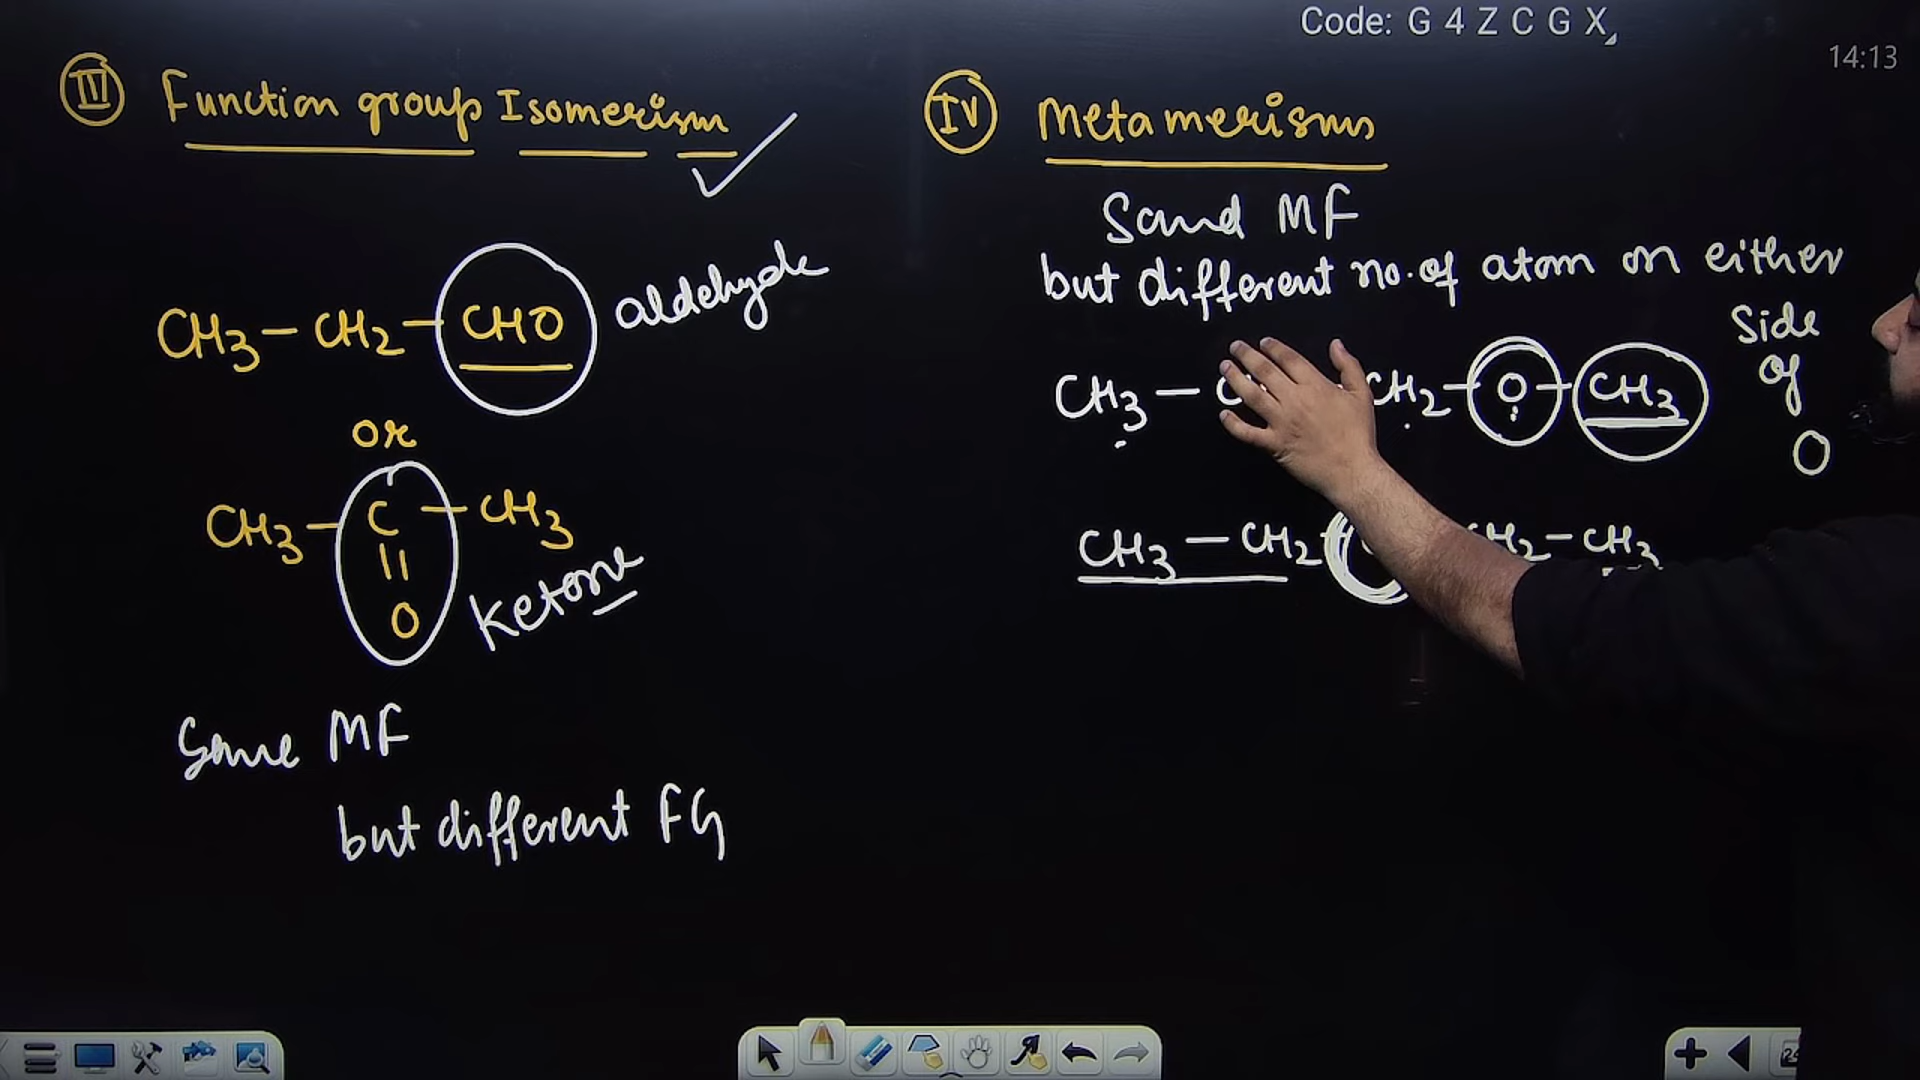 Code: G 4 Z C G X
14:13
III Function group Isomerism
CH3 - CH2 - CHO aldehyde
or
CH3 - C - CH3
||
O
Ketone
Same MF
but different FG
IV Metamerisms
Samd MF
but different no. of atom on either
Side
of
O
CH3 - CH2 - O - CH3
CH3 - CH2 CH2 - CH3